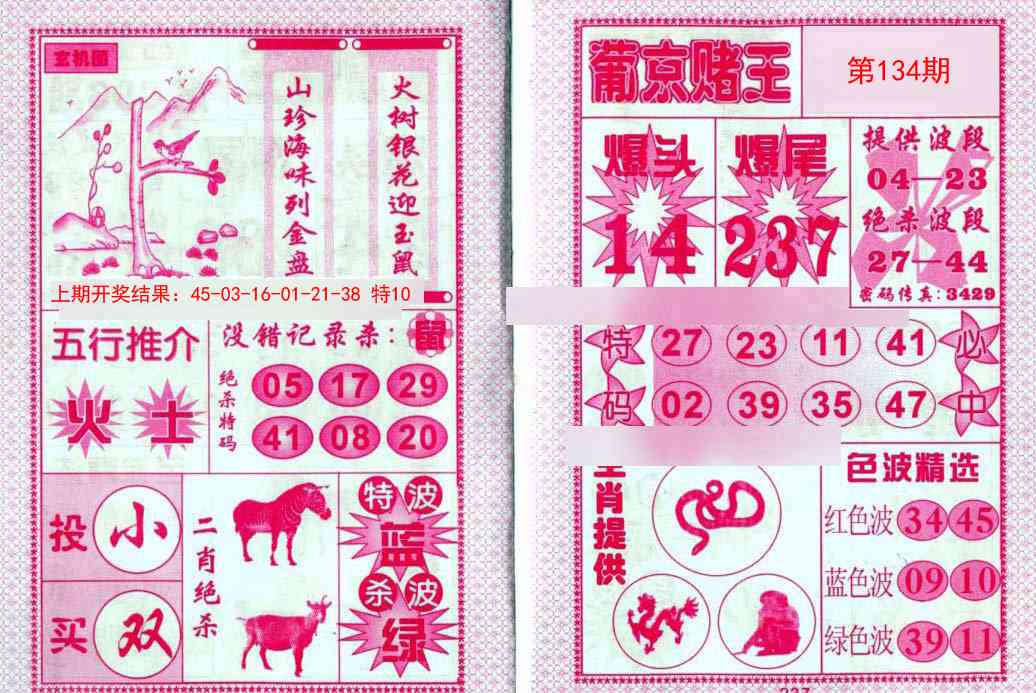 玄机图
火树银花迎玉鼠
山珍海味列金盘
上期开奖结果：45-03-16-01-21-38 特10
五行推介
火 土
没错记录杀：鼠
绝杀特码
05 17 29
41 08 20
投 小
买 双
二肖绝杀
特波
蓝
杀波
绿
葡京赌王
第134期
爆头
14
爆尾
237
提供波段
04—23
绝杀波段
27—44
密码传真：3429
特码
27 23 11 41
02 39 35 47
必中
生肖提供
色波精选
红色波 34 45
蓝色波 09 10
绿色波 39 11